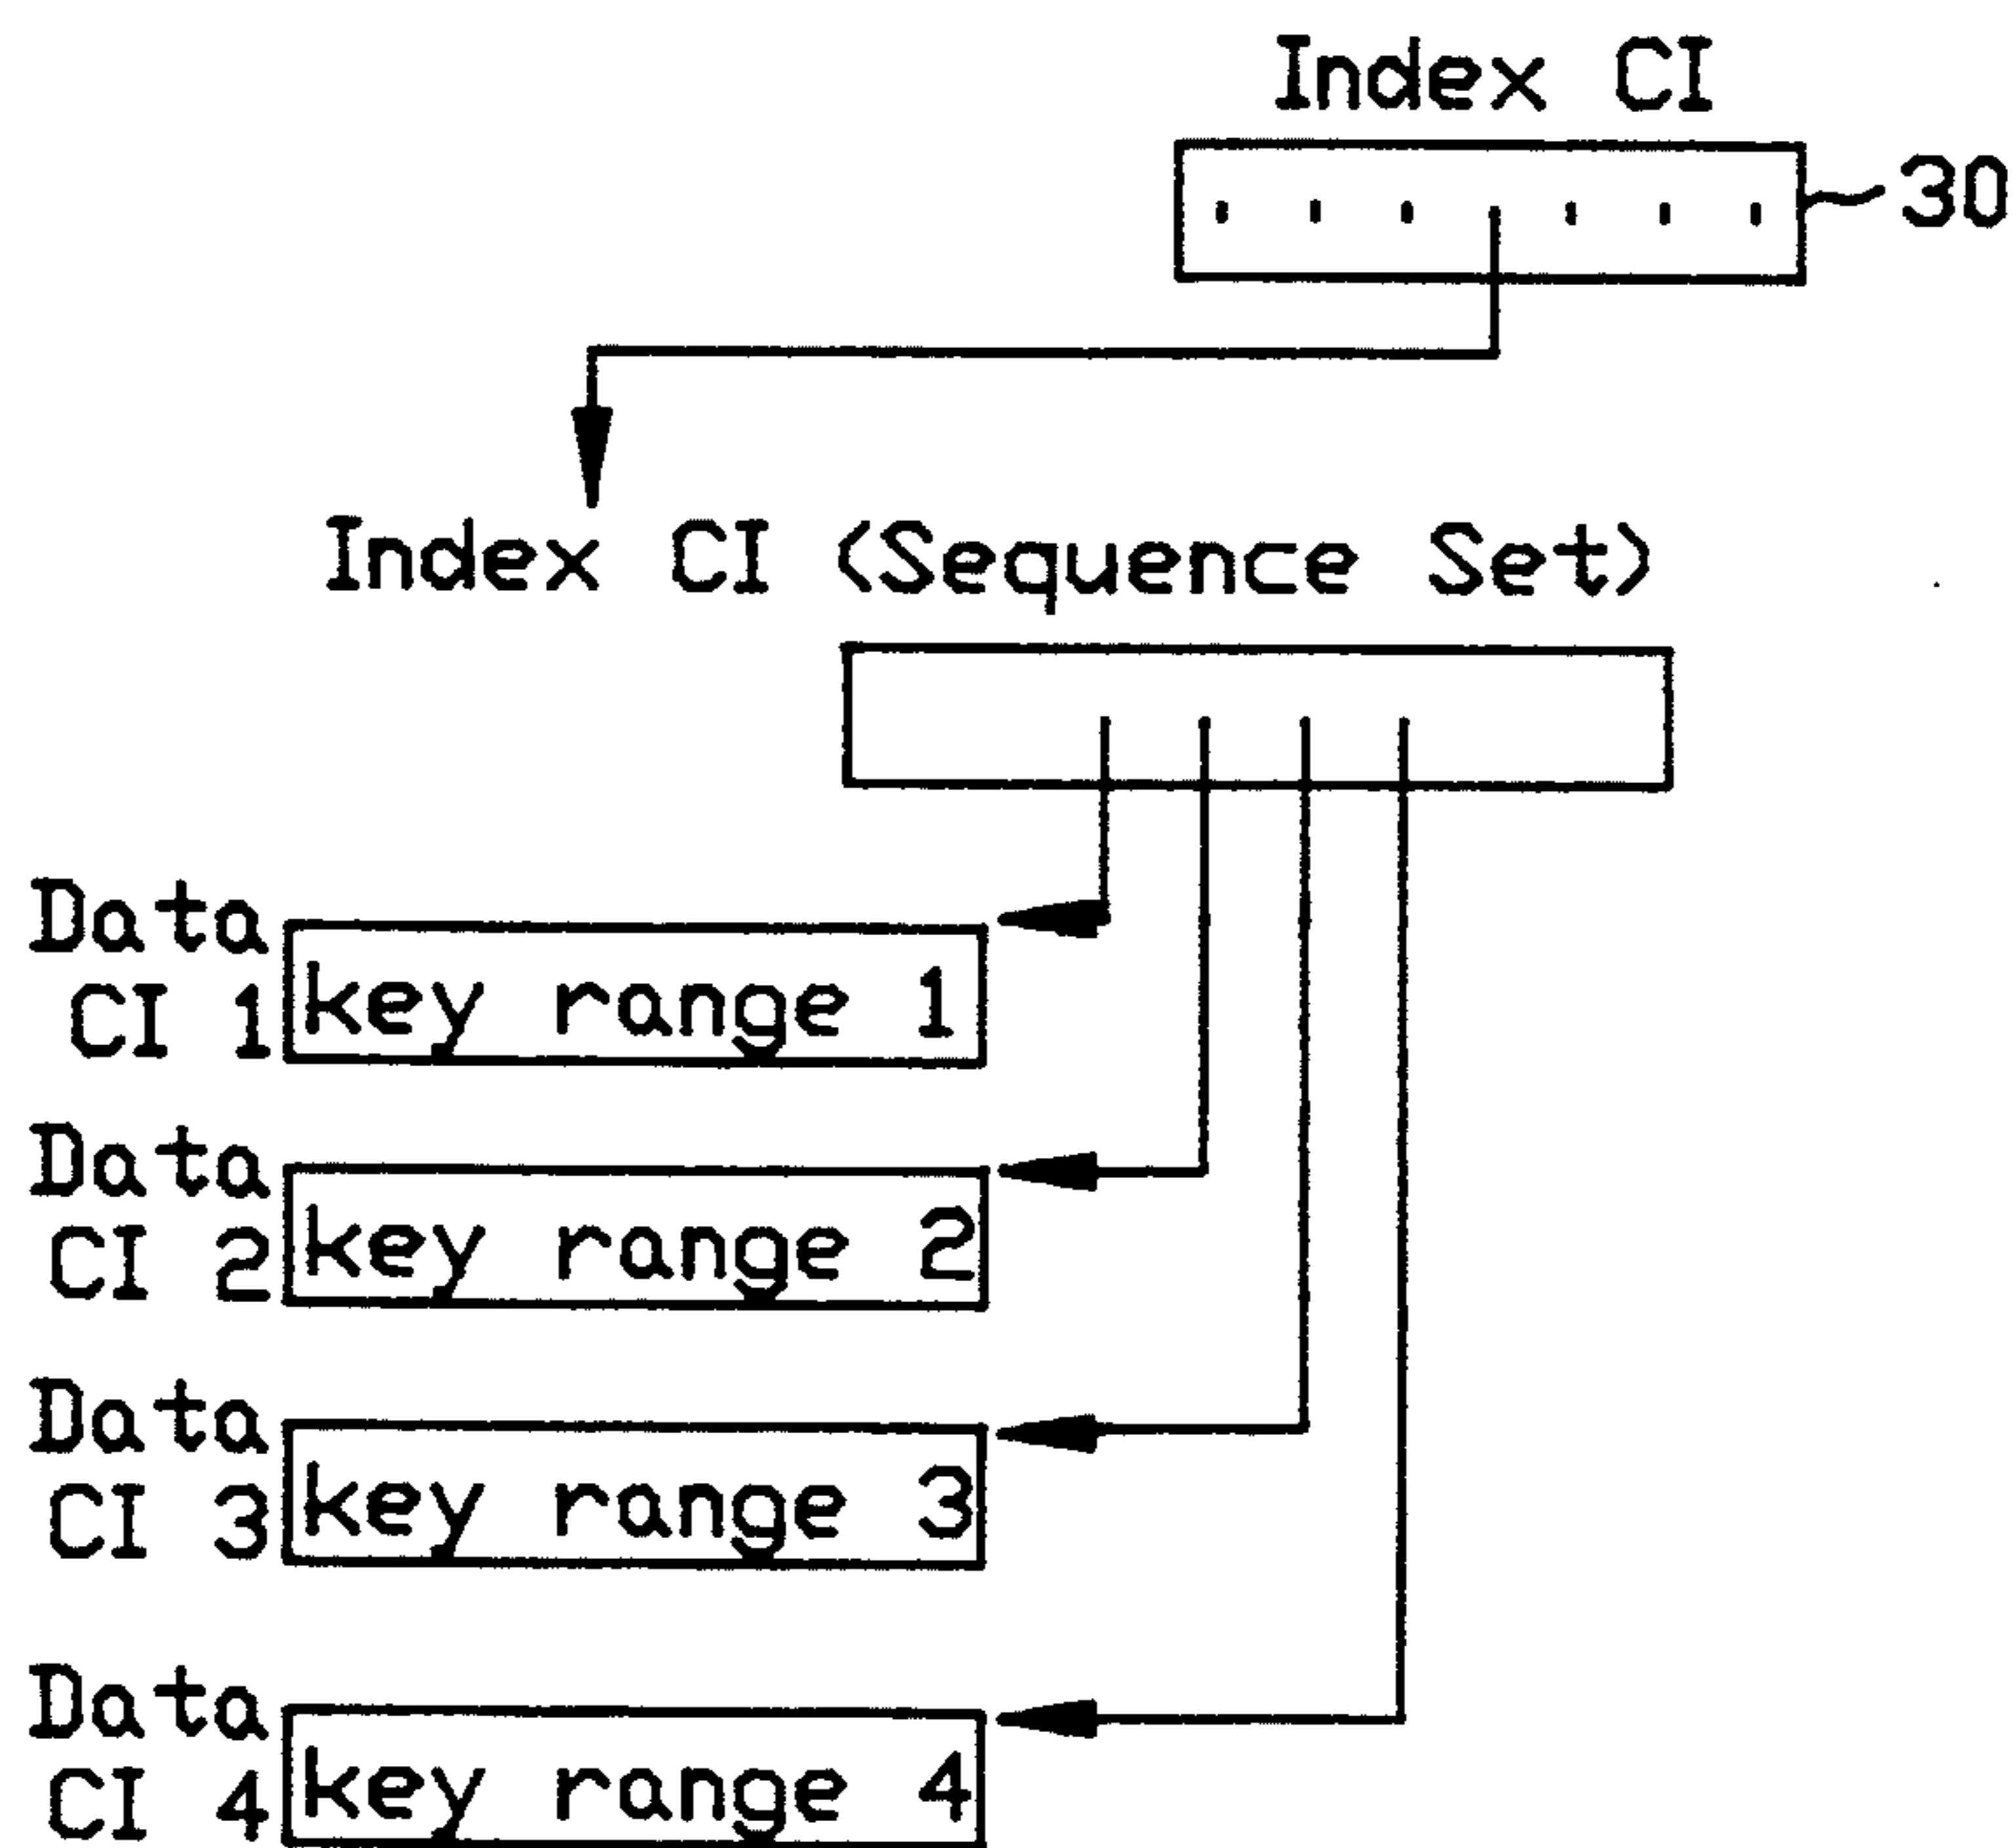 Index CI
30
Index CI (Sequence Set)
Data
CI 1
key range 1
Data
CI 2
key range 2
Data
CI 3
key range 3
Data
CI 4
key range 4